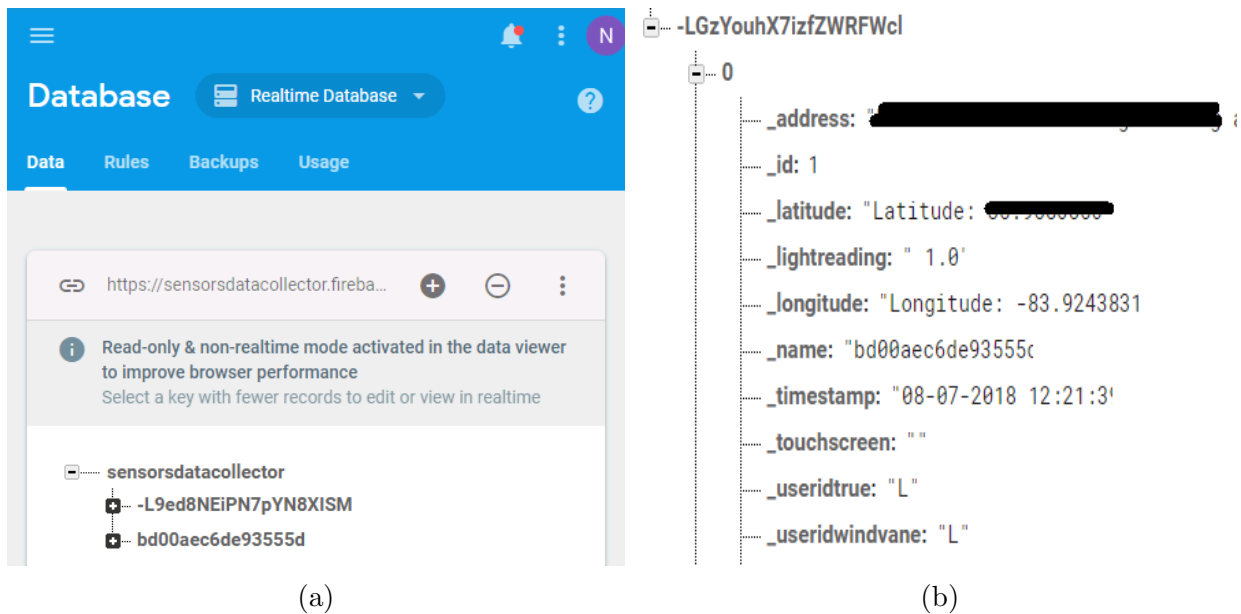 N
Database Realtime Database
Data Rules Backups Usage
https://sensorsdatacollector.fireba...
Read-only & non-realtime mode activated in the data viewer
to improve browser performance
Select a key with fewer records to edit or view in realtime
sensorsdatacollector
-L9ed8NEiPN7pYN8XISM
bd00aec6de93555d
(a)
-LGzYouhX7izfZWRFWcl
0
_address: "
_id: 1
_latitude: "Latitude:
_lightreading: " 1.0"
_longitude: "Longitude: -83.9243831
_name: "bd00aec6de93555d
_timestamp: "08-07-2018 12:21:3
_touchscreen: ""
_useridtrue: "L"
_useridwindvane: "L"
(b)